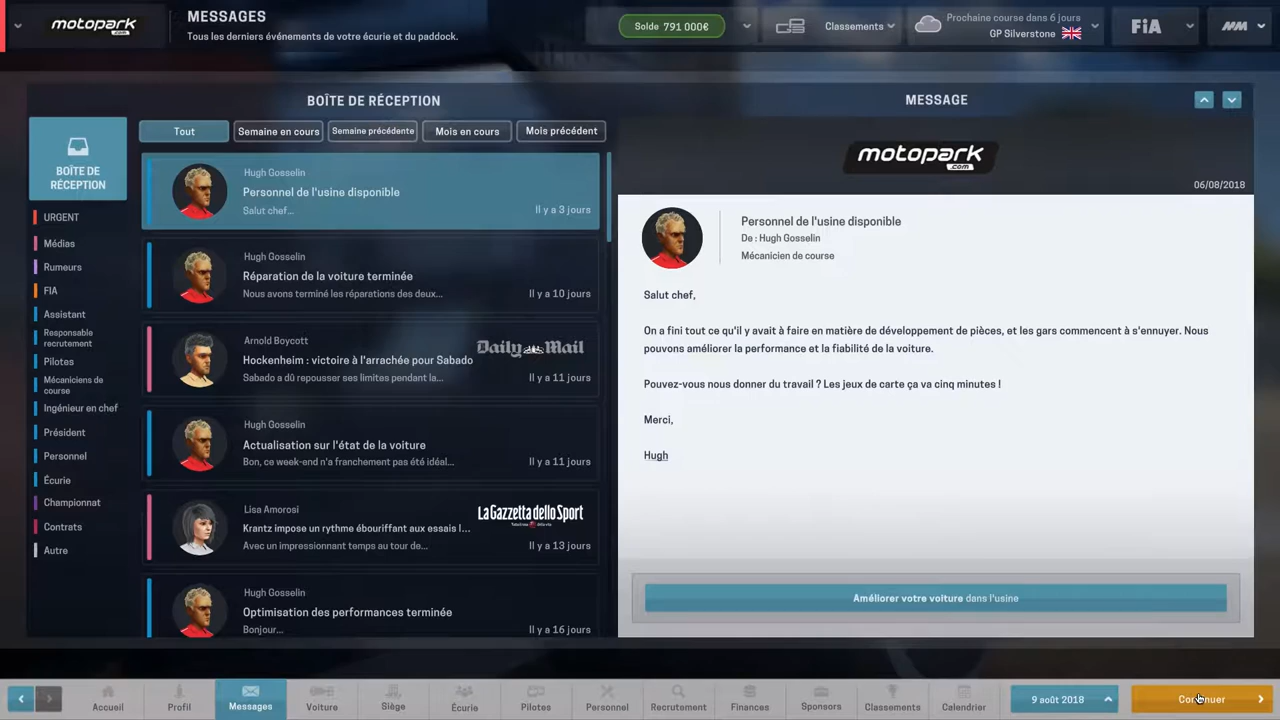 motopark
.com
MESSAGES
Tous les derniers événements de votre écurie et du paddock.
Solde 791 000€
Classements
Prochaine course dans 6 jours
GP Silverstone
FiA
MM
BOÎTE DE RÉCEPTION
MESSAGE
BOÎTE DE
RÉCEPTION
URGENT
Médias
Rumeurs
FIA
Assistant
Responsable
recrutement
Pilotes
Mécaniciens de
course
Ingénieur en chef
Président
Personnel
Écurie
Championnat
Contrats
Autre
Tout
Semaine en cours
Semaine précédente
Mois en cours
Mois précédent
Hugh Gosselin
Personnel de l'usine disponible
Salut chef...
Il y a 3 jours
Hugh Gosselin
Réparation de la voiture terminée
Nous avons terminé les réparations des deux...
Il y a 10 jours
Arnold Boycott
Daily Mail
Hockenheim : victoire à l'arrachée pour Sabado
Sabado a dû repousser ses limites pendant la...
Il y a 11 jours
Hugh Gosselin
Actualisation sur l'état de la voiture
Bon, ce week-end n'a franchement pas été idéal...
Il y a 11 jours
Lisa Amorosi
La Gazzetta dello Sport
Krantz impose un rythme ébouriffant aux essais l...
Avec un impressionnant temps au tour de...
Il y a 13 jours
Hugh Gosselin
Optimisation des performances terminée
Bonjour...
Il y a 16 jours
motopark
.com
06/08/2018
Personnel de l'usine disponible
De : Hugh Gosselin
Mécanicien de course
Salut chef,
On a fini tout ce qu'il y avait à faire en matière de développement de pièces, et les gars commencent à s'ennuyer. Nous
pouvons améliorer la performance et la fiabilité de la voiture.
Pouvez-vous nous donner du travail ? Les jeux de carte ça va cinq minutes !
Merci,
Hugh
Améliorer votre voiture dans l'usine
Accueil
Profil
Messages
Voiture
Siège
Écurie
Pilotes
Personnel
Recrutement
Finances
Sponsors
Classements
Calendrier
9 août 2018
Continuer